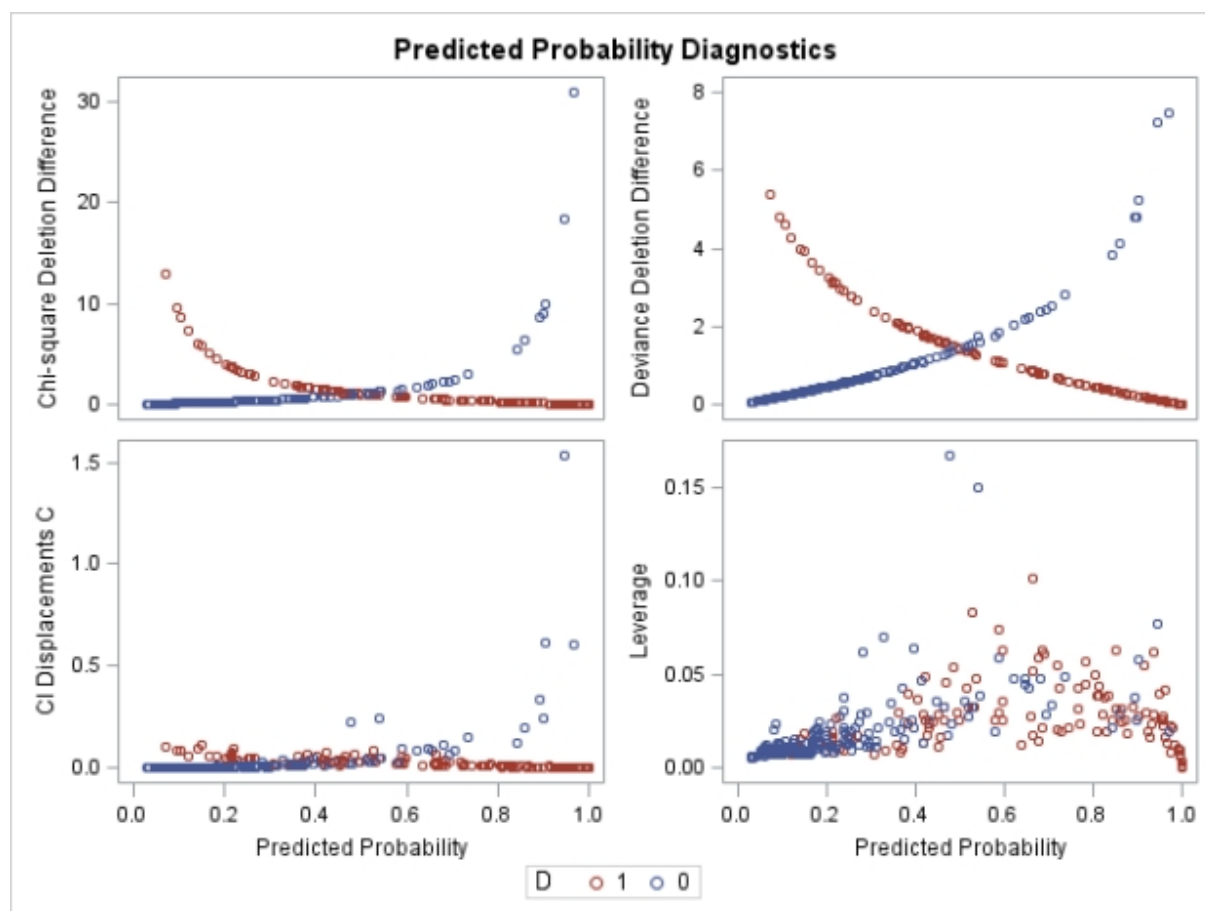 Predicted Probability Diagnostics
Chi-square Deletion Difference
30
20
10
0
Deviance Deletion Difference
8
6
4
2
0
CI Displacements C
1.5
1.0
0.5
0.0
0.0 0.2 0.4 0.6 0.8 1.0
Predicted Probability
Leverage
0.15
0.10
0.05
0.00
0.0 0.2 0.4 0.6 0.8 1.0
Predicted Probability
D 1 0